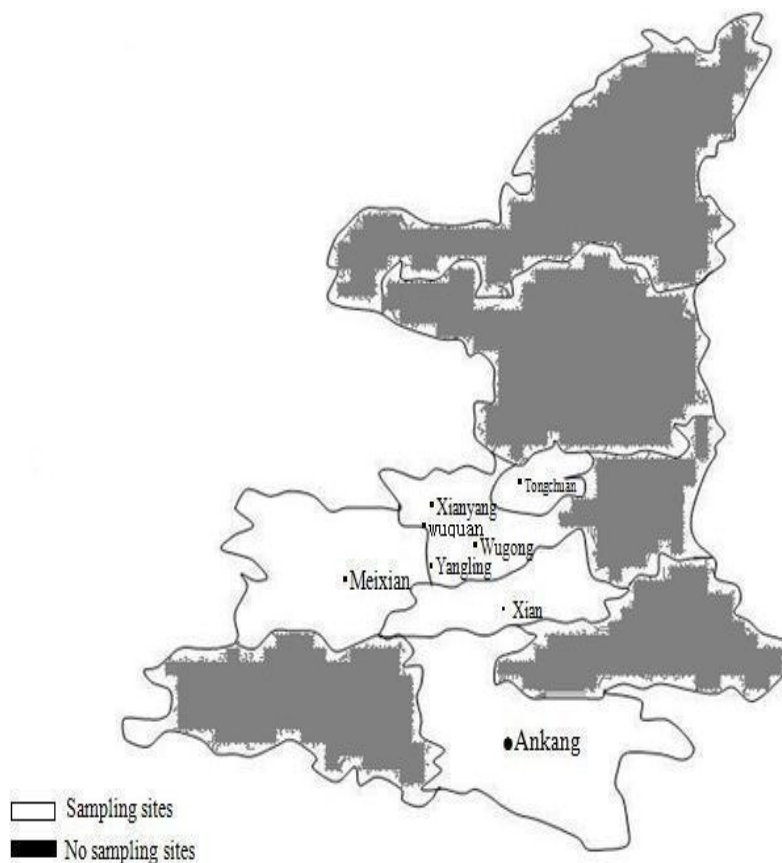 Tongchuan
Xianyang
wuquan
Wugong
Yangling
Meixian
Xian
Ankang
Sampling sites
No sampling sites